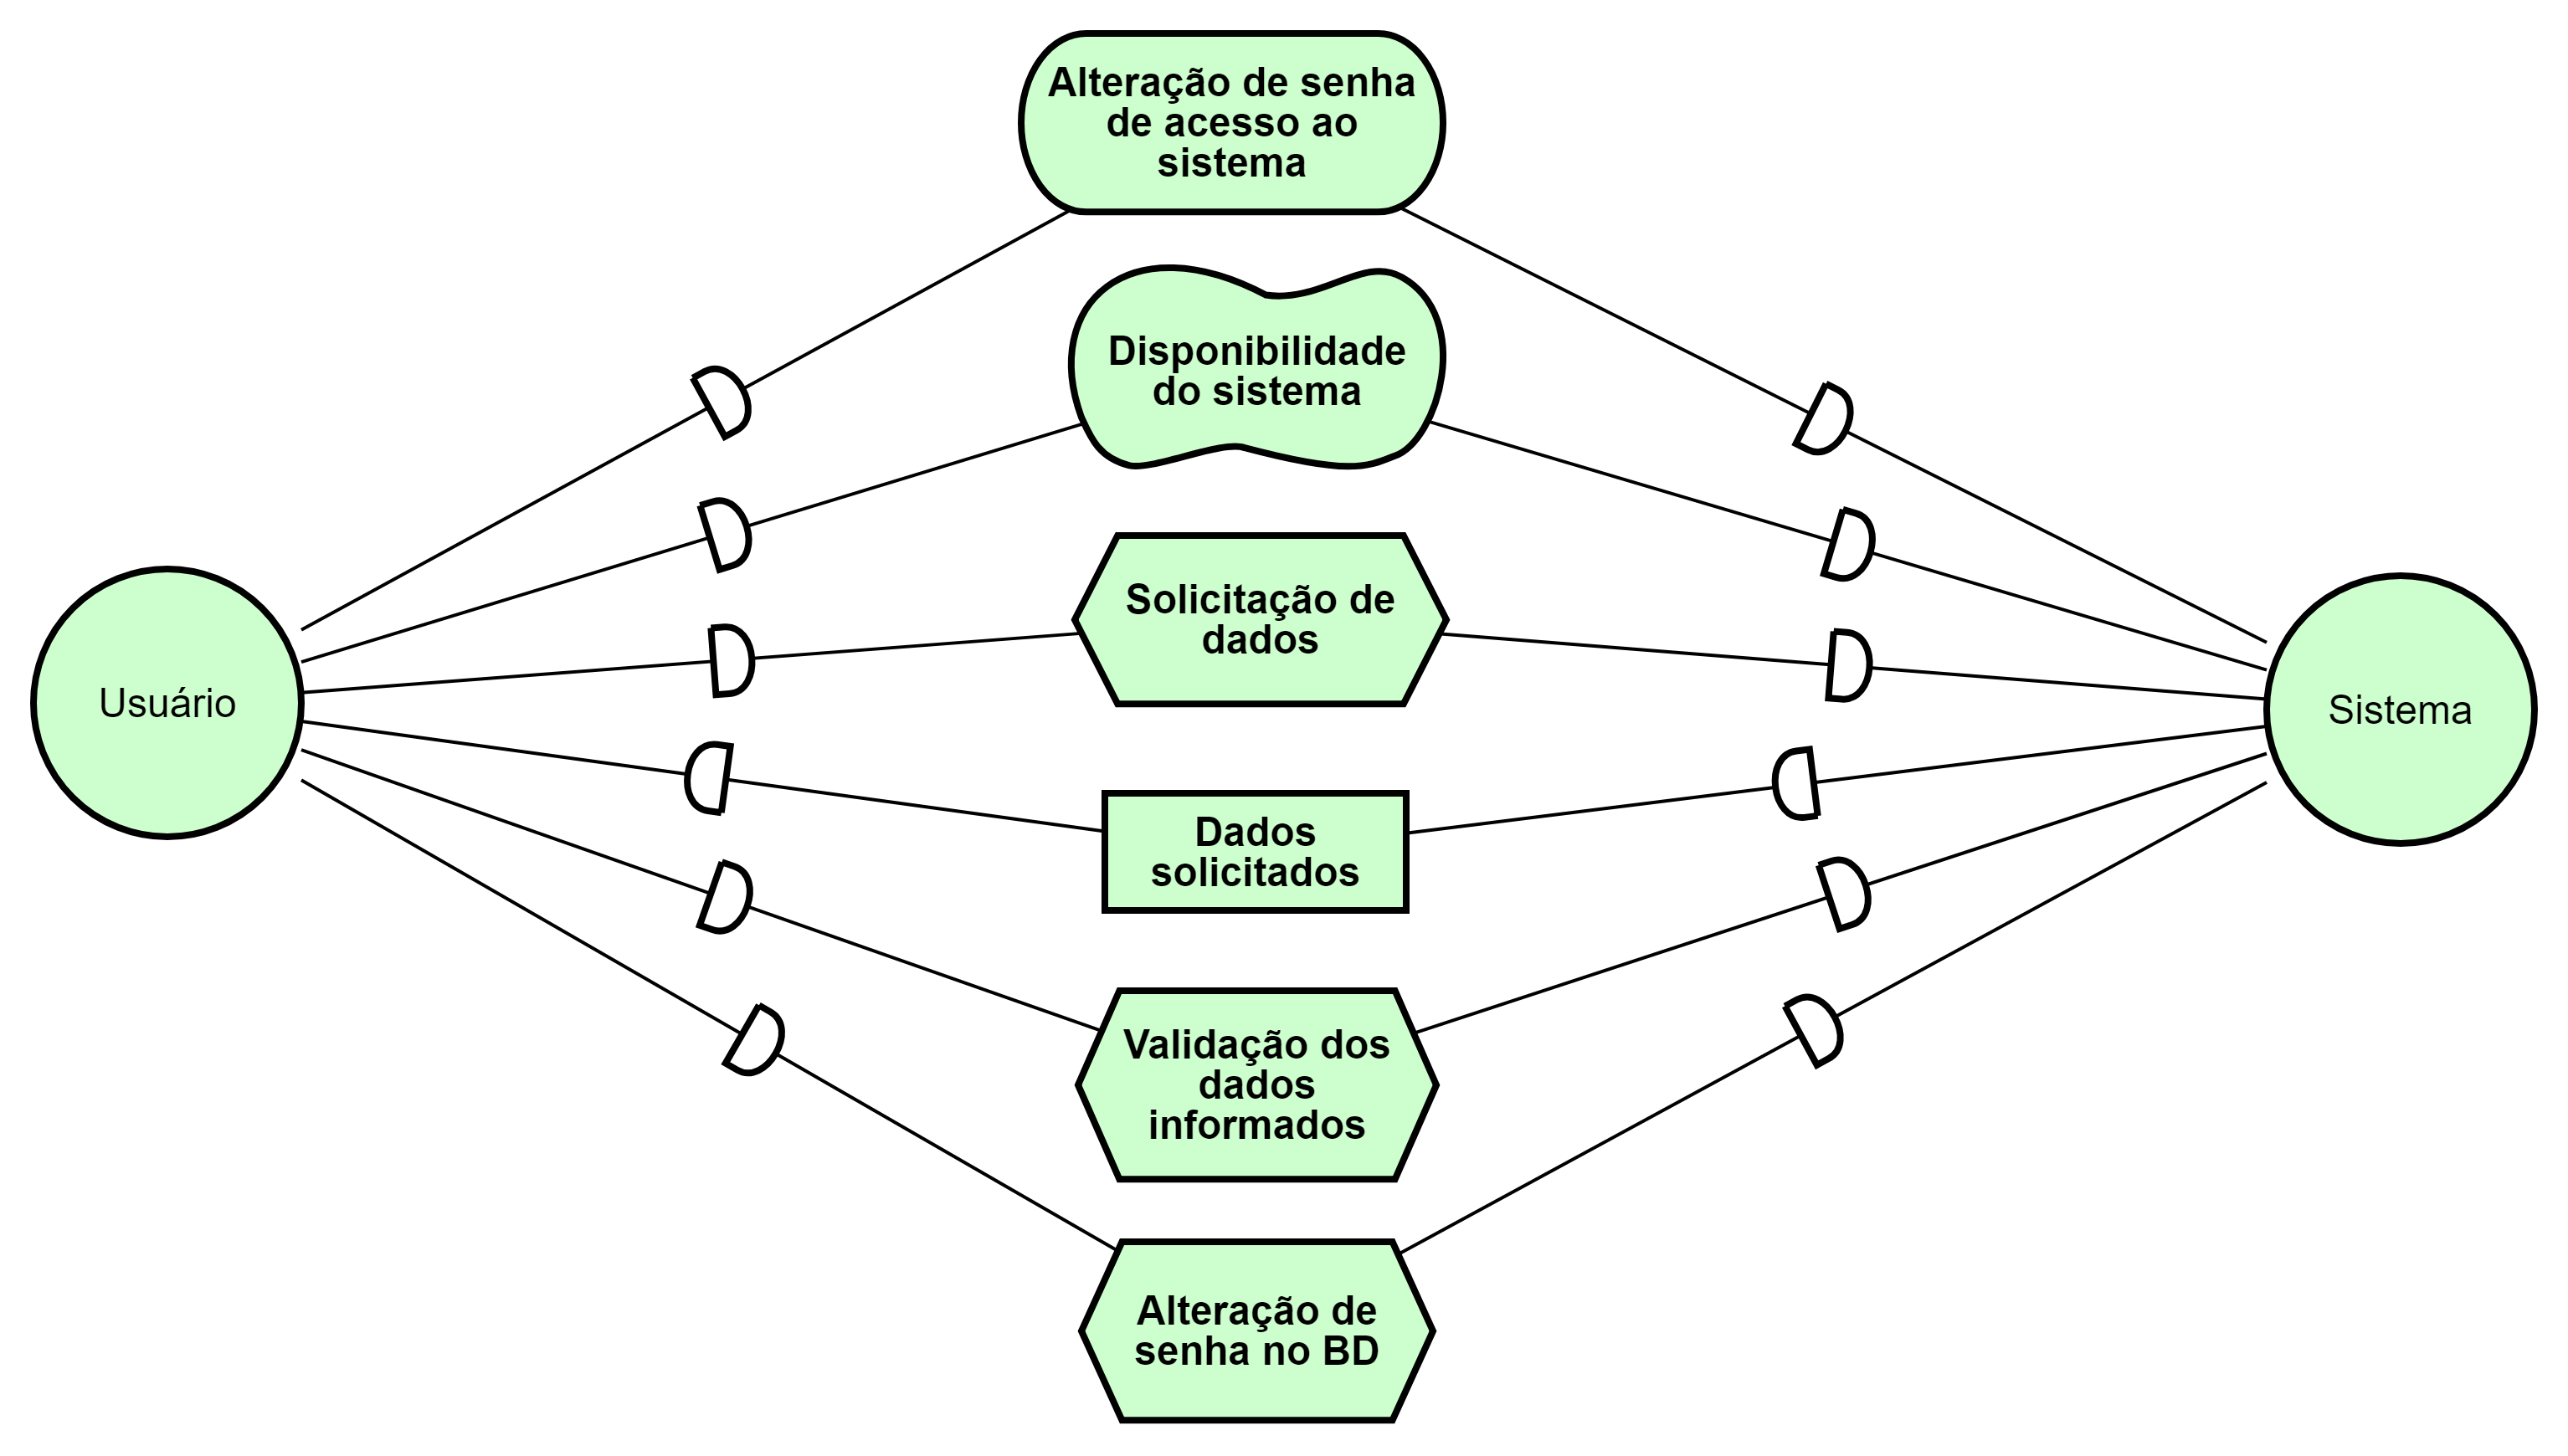 Alteração de senha
de acesso ao
sistema
Disponibilidade
do sistema
Solicitação de
dados
Usuário
Sistema
Dados
solicitados
Validação dos
dados
informados
Alteração de
senha no BD